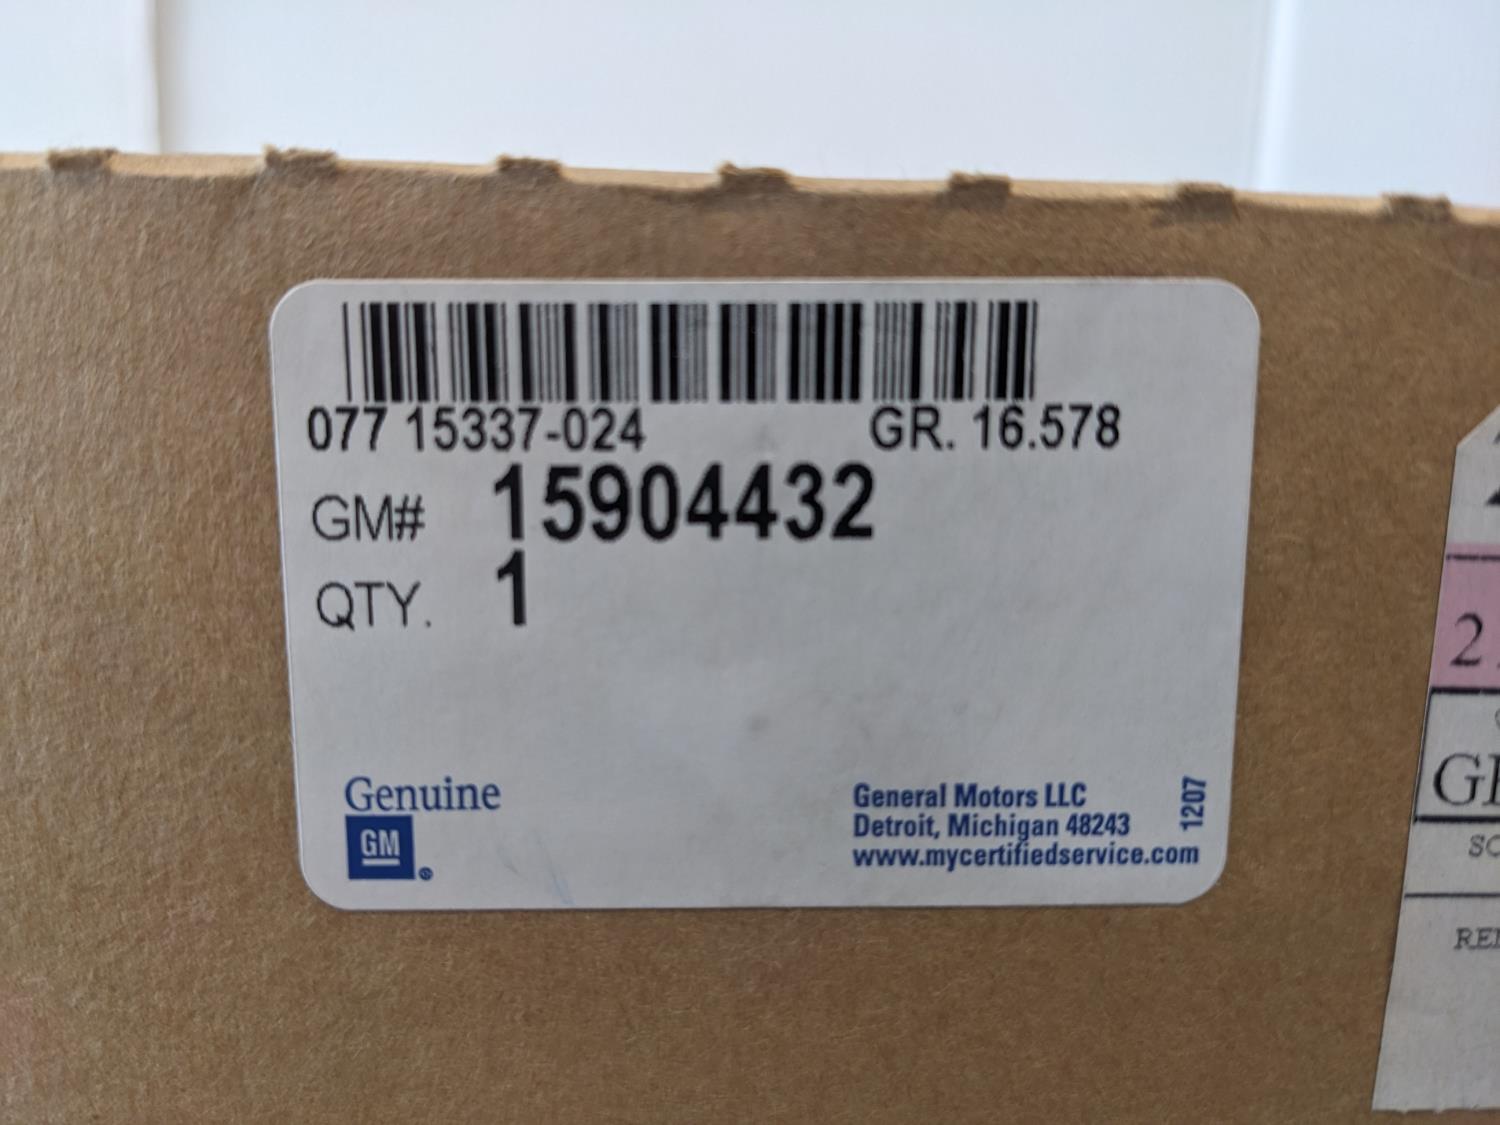 077 15337-024 GR. 16.578
GM# 15904432
QTY. 1
Genuine
GM
General Motors LLC
Detroit, Michigan 48243
www.mycertifiedservice.com
1207
2